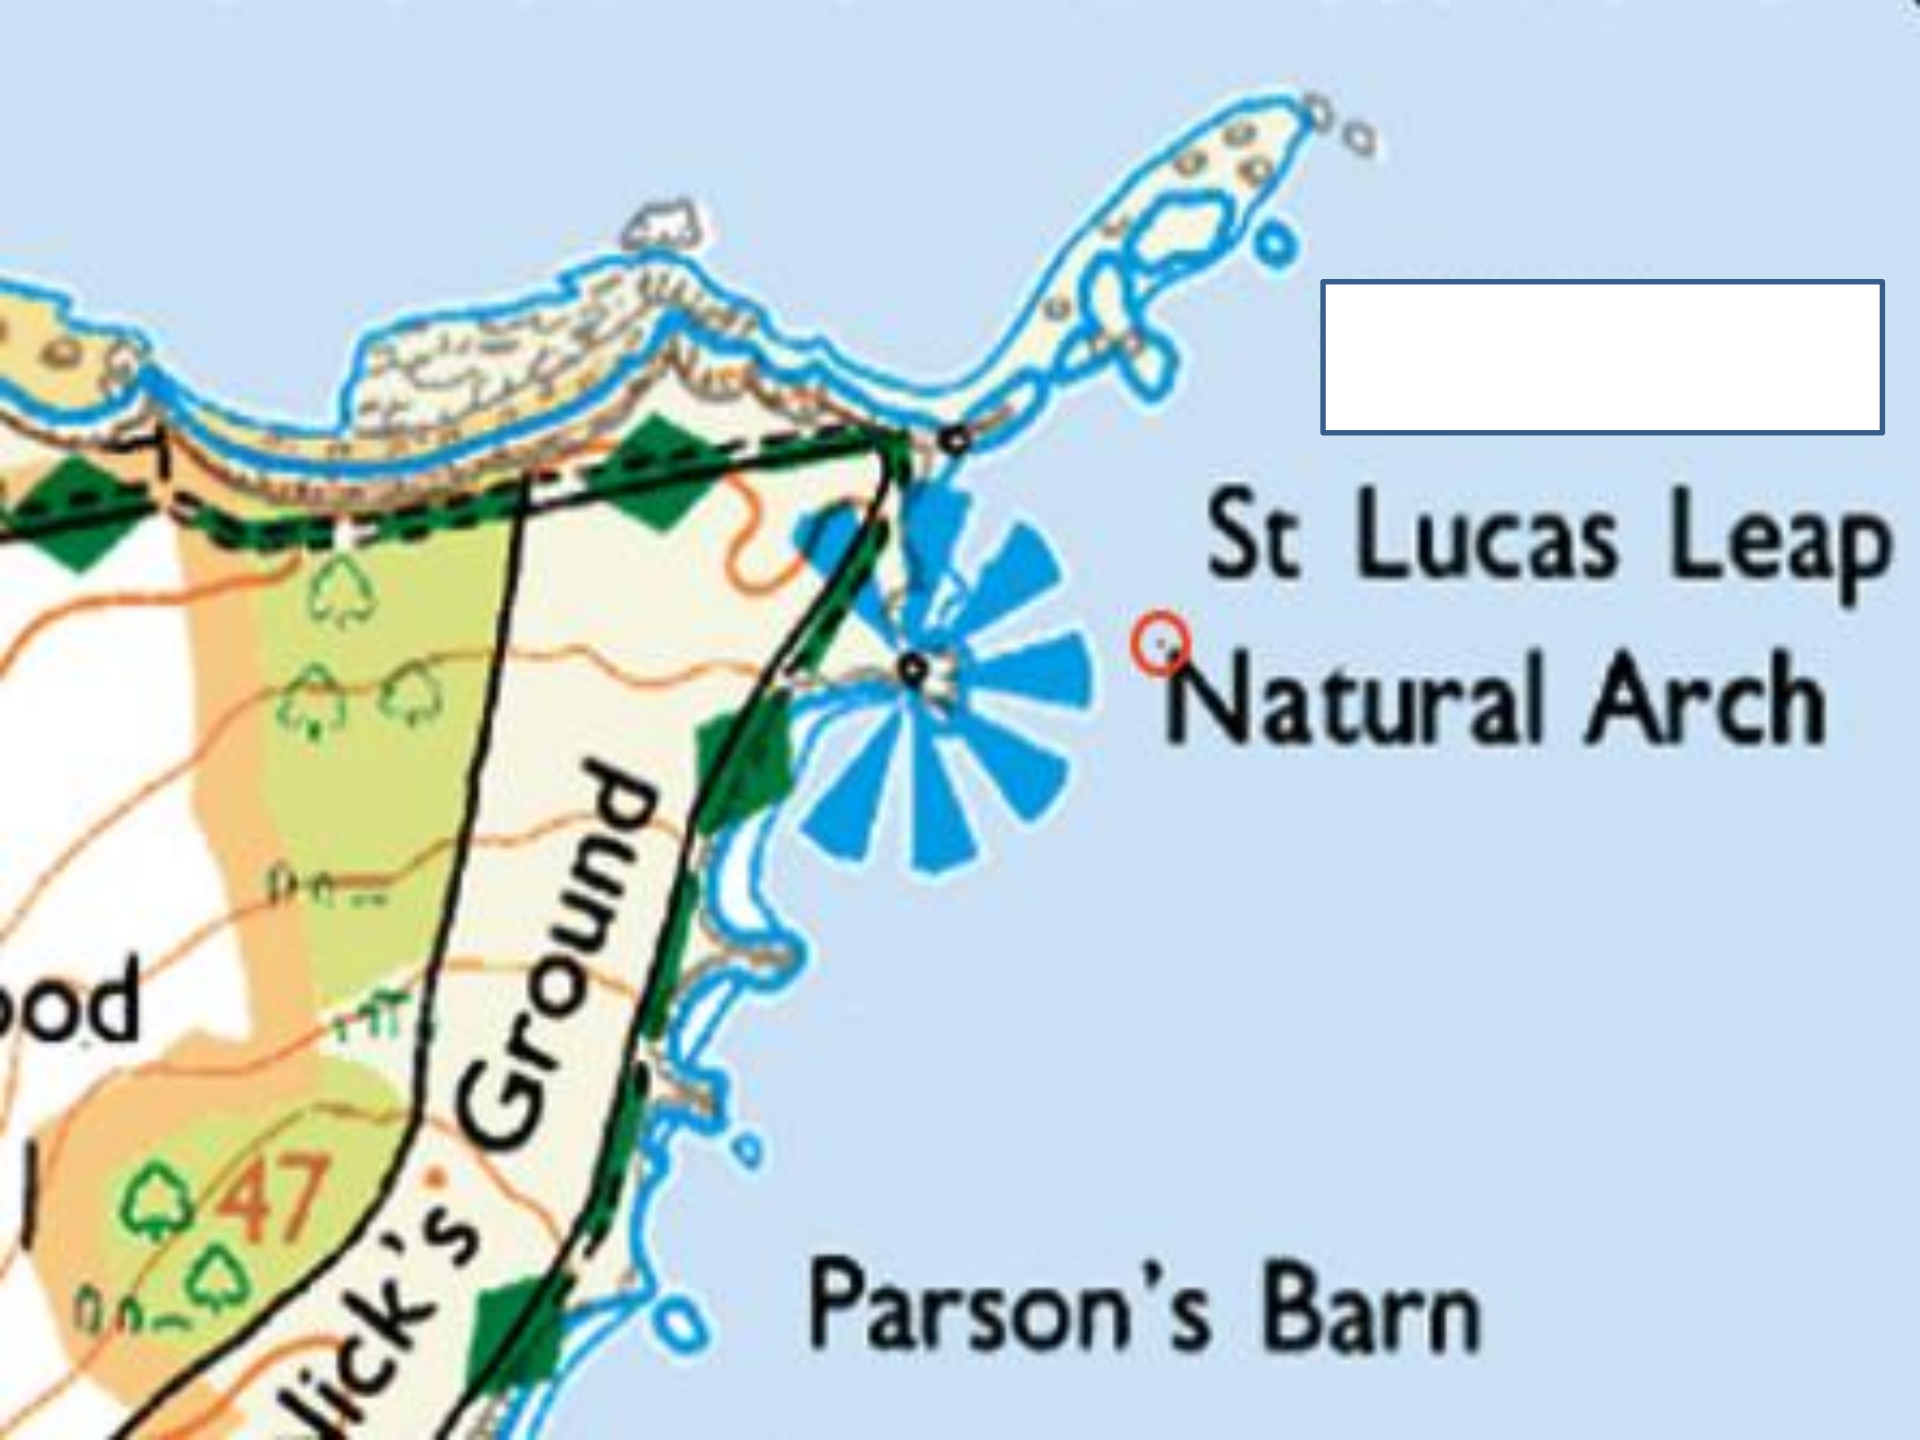 St Lucas Leap
Natural Arch
Ground
ood
47
ick's
Parson's Barn